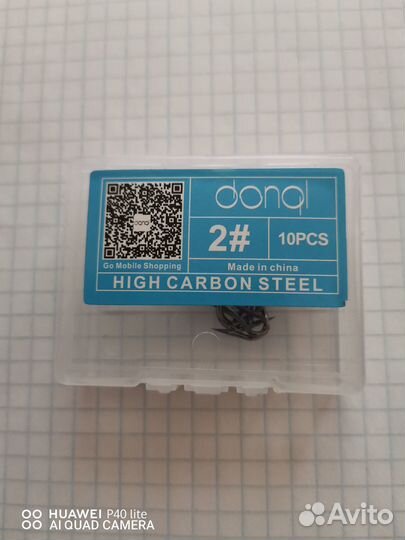 donql
donql
2#
10PCS
Go Mobile Shopping
Made in china
HIGH CARBON STEEL
HUAWEI P40 lite
AI QUAD CAMERA
Avito